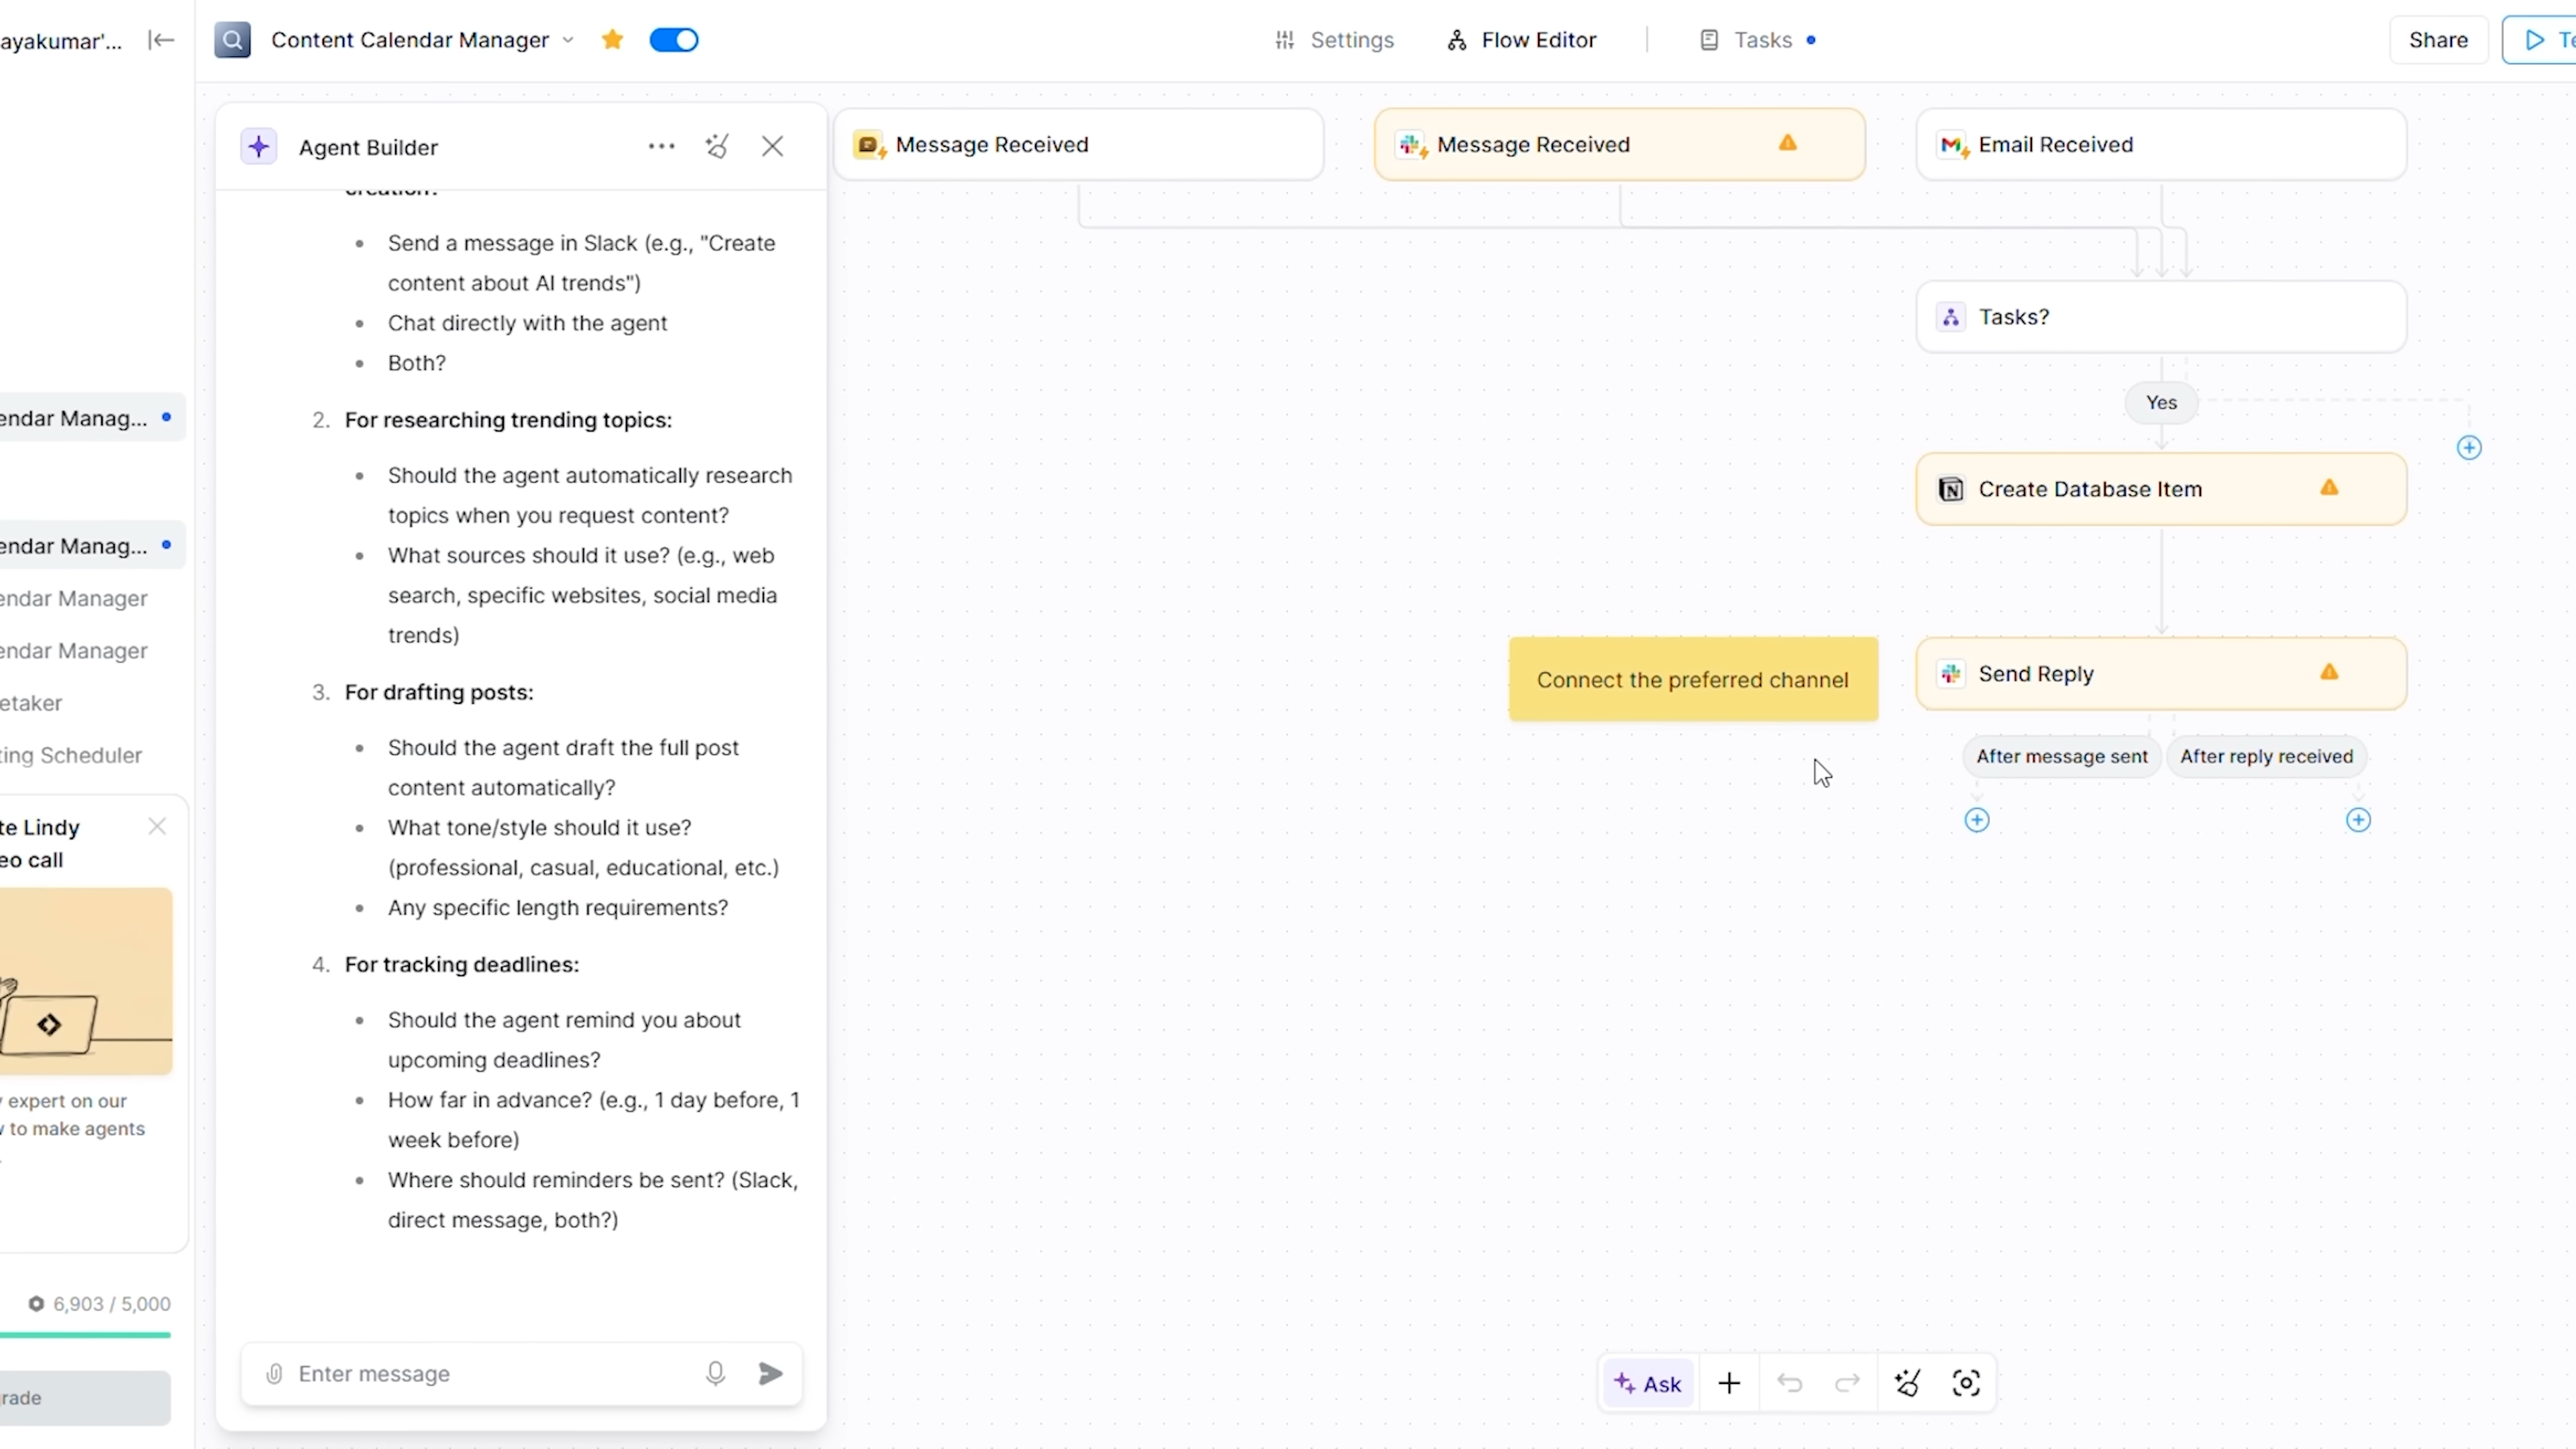 ayakumar'...
Content Calendar Manager
Settings
Flow Editor
Tasks
Share
Te
endar Manag...
endar Manag...
endar Manager
endar Manager
etaker
ting Scheduler
te Lindy
eo call
y expert on our
w to make agents
6,903 / 5,000
grade
Agent Builder
creation?
Send a message in Slack (e.g., "Create
content about AI trends")
Chat directly with the agent
Both?
2. For researching trending topics:
Should the agent automatically research
topics when you request content?
What sources should it use? (e.g., web
search, specific websites, social media
trends)
3. For drafting posts:
Should the agent draft the full post
content automatically?
What tone/style should it use?
(professional, casual, educational, etc.)
Any specific length requirements?
4. For tracking deadlines:
Should the agent remind you about
upcoming deadlines?
How far in advance? (e.g., 1 day before, 1
week before)
Where should reminders be sent? (Slack,
direct message, both?)
Enter message
Message Received
Message Received
Email Received
Tasks?
Yes
Create Database Item
Connect the preferred channel
Send Reply
After message sent
After reply received
Ask